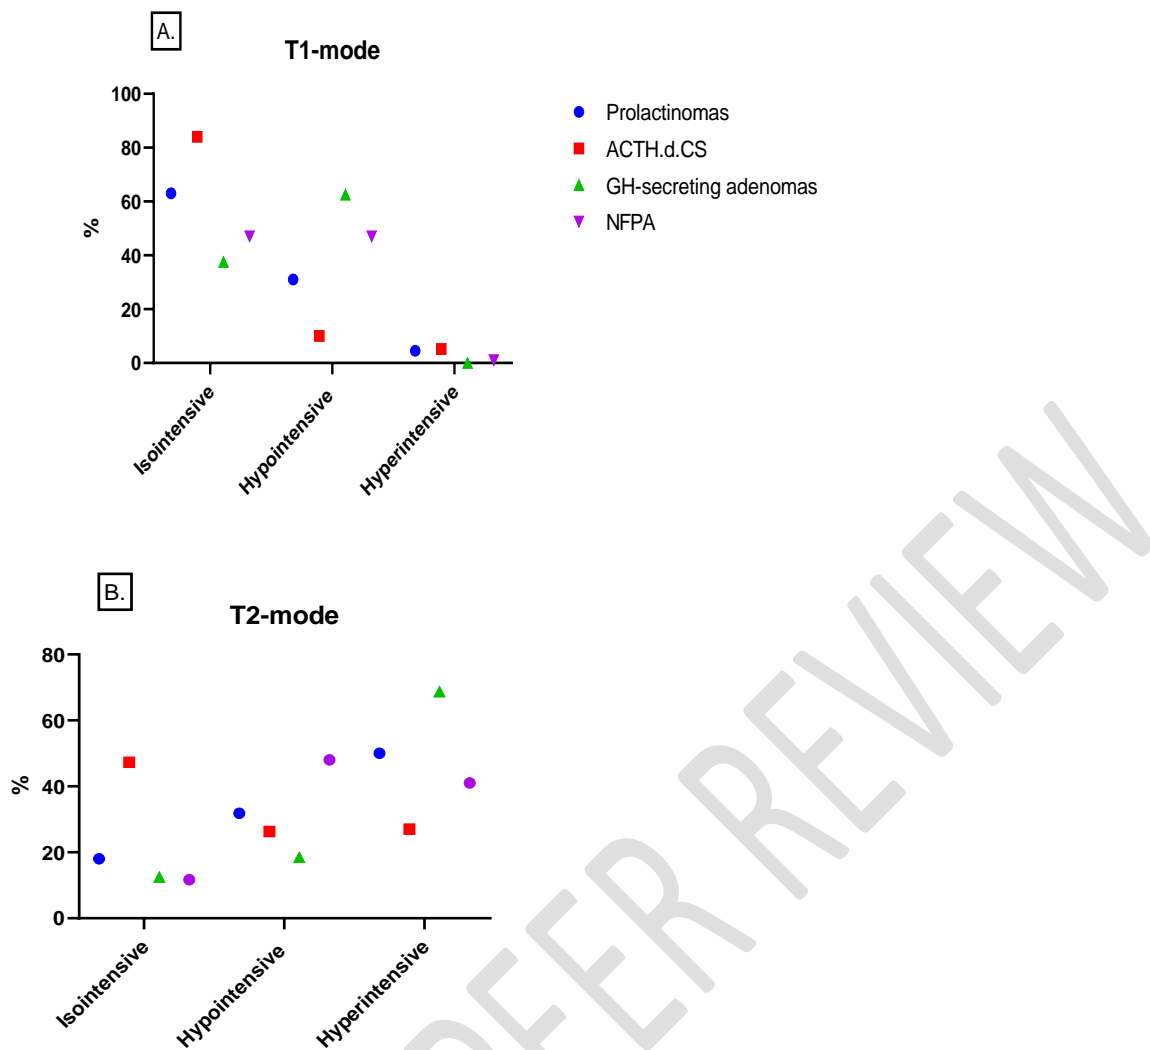 A.
T1-mode
100
80
60
40
20
0
%
Isointensive
Hypointensive
Hyperintensive
Prolactinomas
ACTH.d.CS
GH-secreting adenomas
NFPA
B.
T2-mode
80
60
40
20
0
%
Isointensive
Hypointensive
Hyperintensive
PEER REVIEW